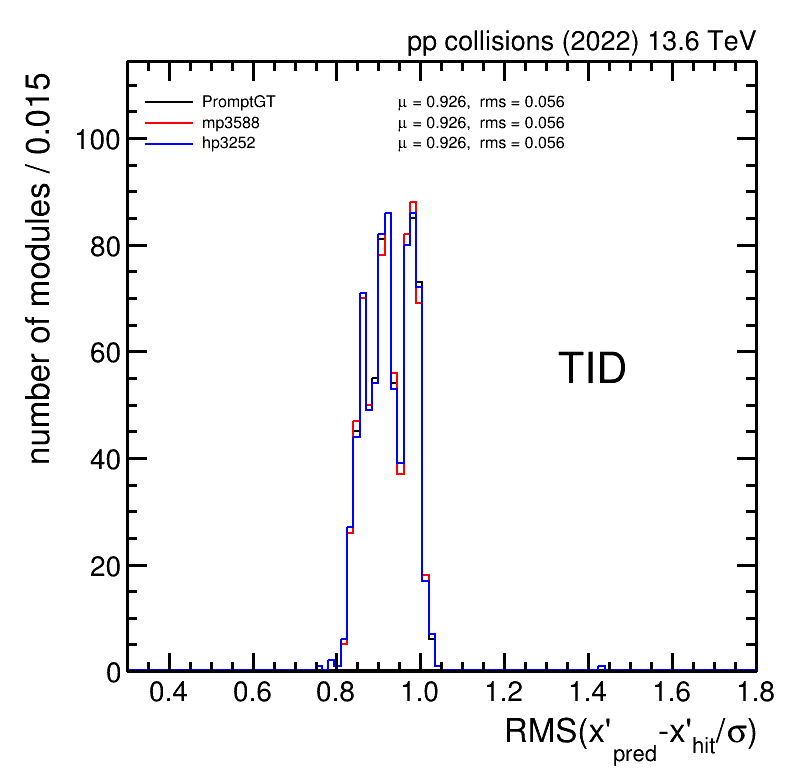 pp collisions (2022) 13.6 TeV
number of modules / 0.015
PromptGT μ = 0.926, rms = 0.056
mp3588 μ = 0.926, rms = 0.056
hp3252 μ = 0.926, rms = 0.056
100
80
60
40
20
0
TID
0.4 0.6 0.8 1.0 1.2 1.4 1.6 1.8
RMS(x'pred-x'hit/σ)